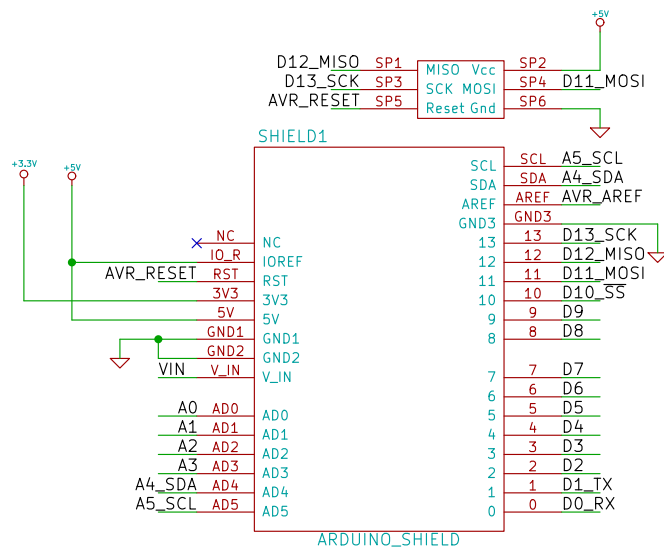 +5V
D12_MISO SP1 MISO Vcc SP2
D13_SCK SP3 SCK MOSI SP4 D11_MOSI
AVR_RESET SP5 Reset Gnd SP6
SHIELD1
+3.3V +5V
SCL SCL A5_SCL
SDA SDA A4_SDA
AREF AREF AVR_AREF
GND3 GND3
NC NC 13 13 D13_SCK
IO_R IOREF 12 12 D12_MISO
AVR_RESET RST RST 11 11 D11_MOSI
3V3 3V3 10 10 D10_SS
5V 5V 9 9 D9
GND1 GND1 8 8 D8
GND2 GND2
VIN V_IN V_IN 7 7 D7
6 6 D6
A0 AD0 AD0 5 5 D5
A1 AD1 AD1 4 4 D4
A2 AD2 AD2 3 3 D3
A3 AD3 AD3 2 2 D2
A4_SDA AD4 AD4 1 1 D1_TX
A5_SCL AD5 AD5 0 0 D0_RX
ARDUINO_SHIELD